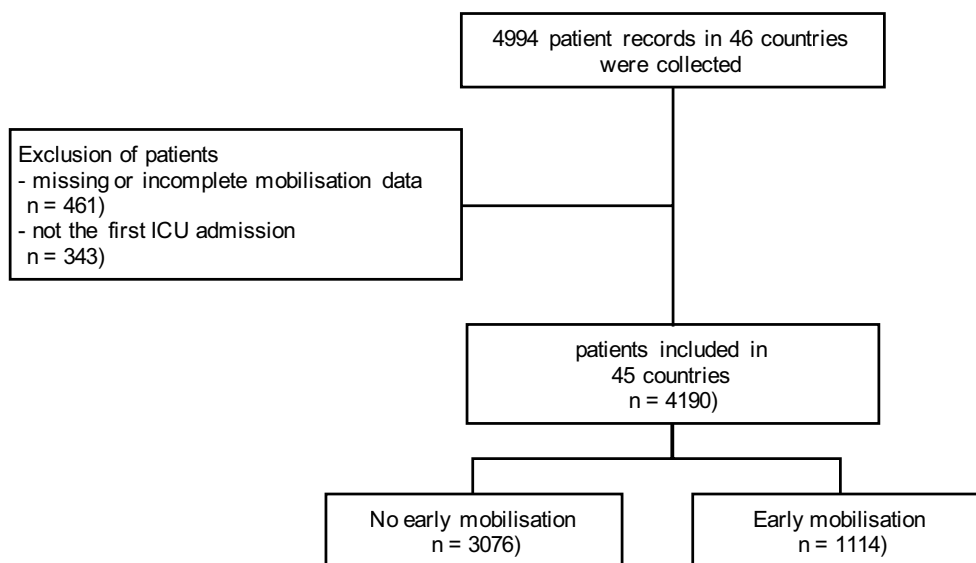 4994 patient records in 46 countries
were collected
Exclusion of patients
- missing or incomplete mobilisation data
n = 461)
- not the first ICU admission
n = 343)
patients included in
45 countries
n = 4190)
No early mobilisation
n = 3076)
Early mobilisation
n = 1114)